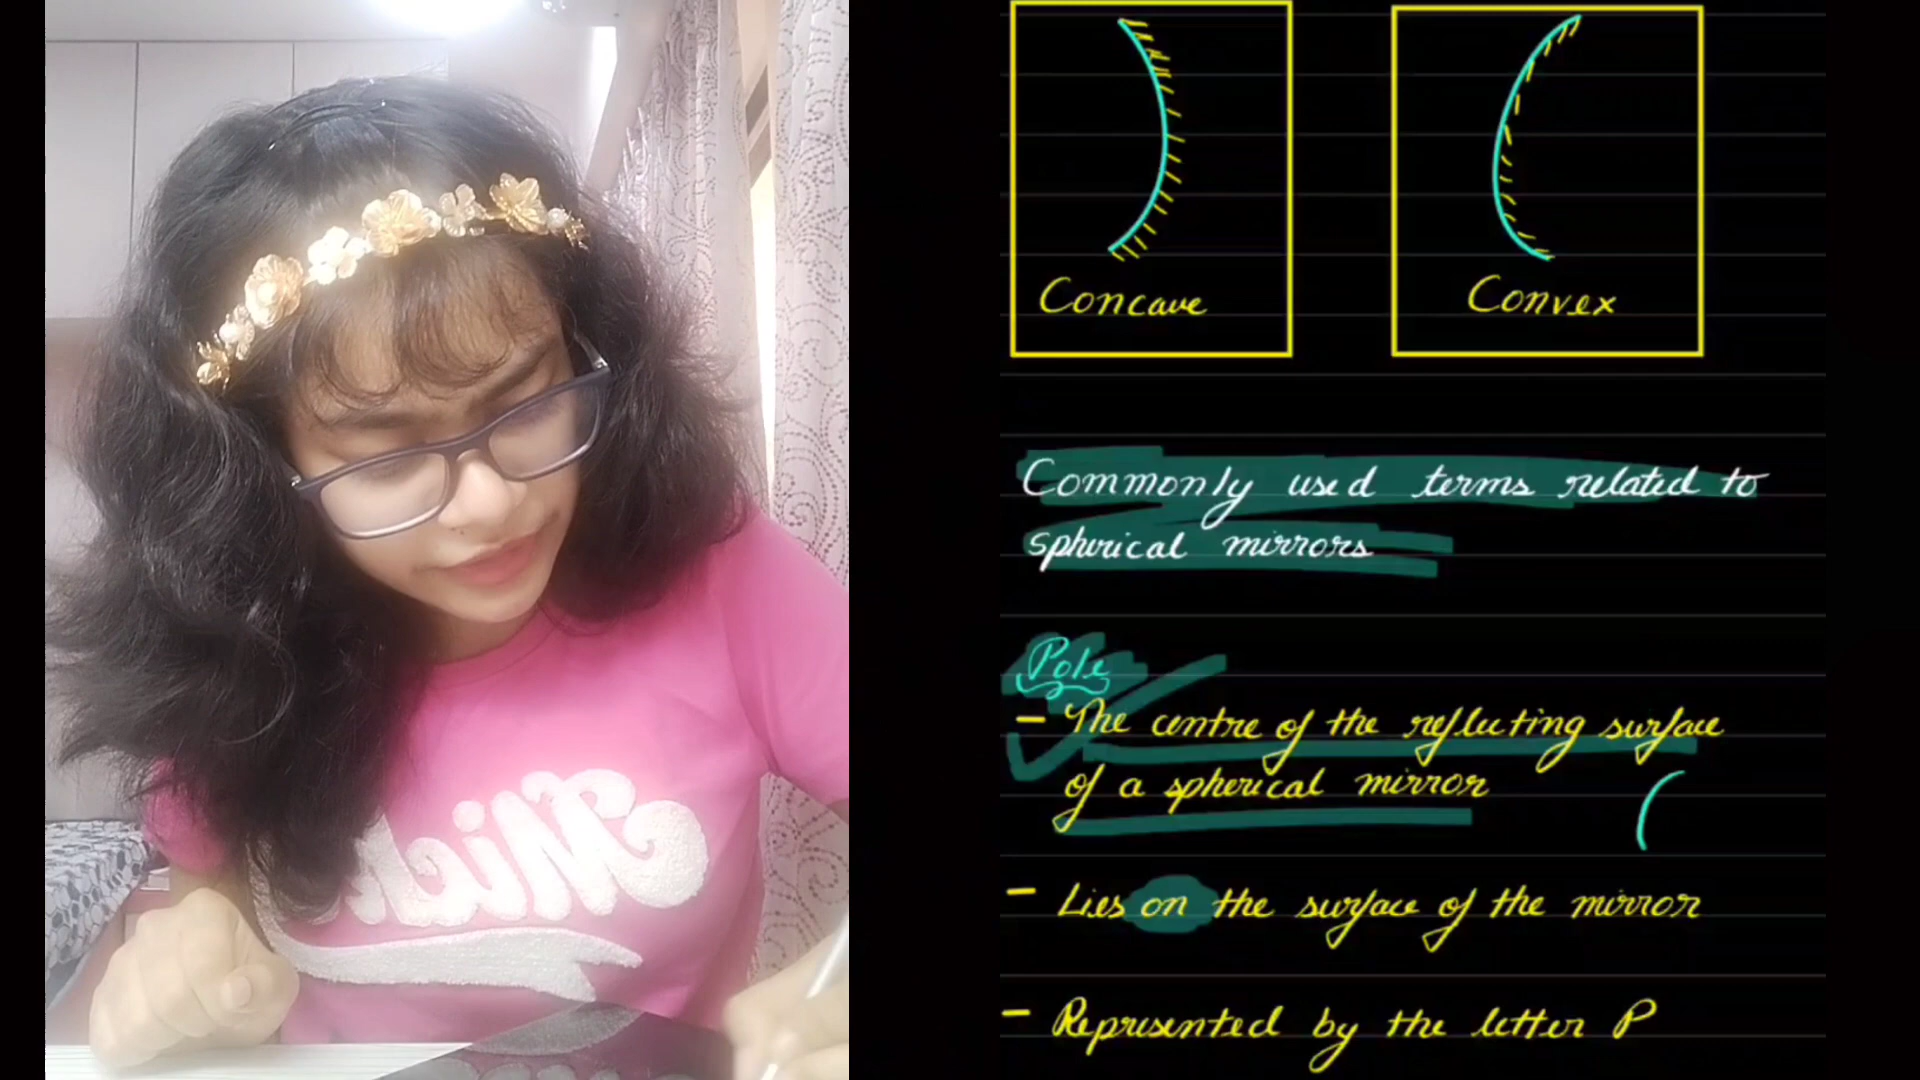 Mich
Concave
Convex
Commonly used terms related to
spherical mirrors
Pole
- The centre of the reflecting surface
of a spherical mirror
- Lies on the surface of the mirror
- Represented by the letter P